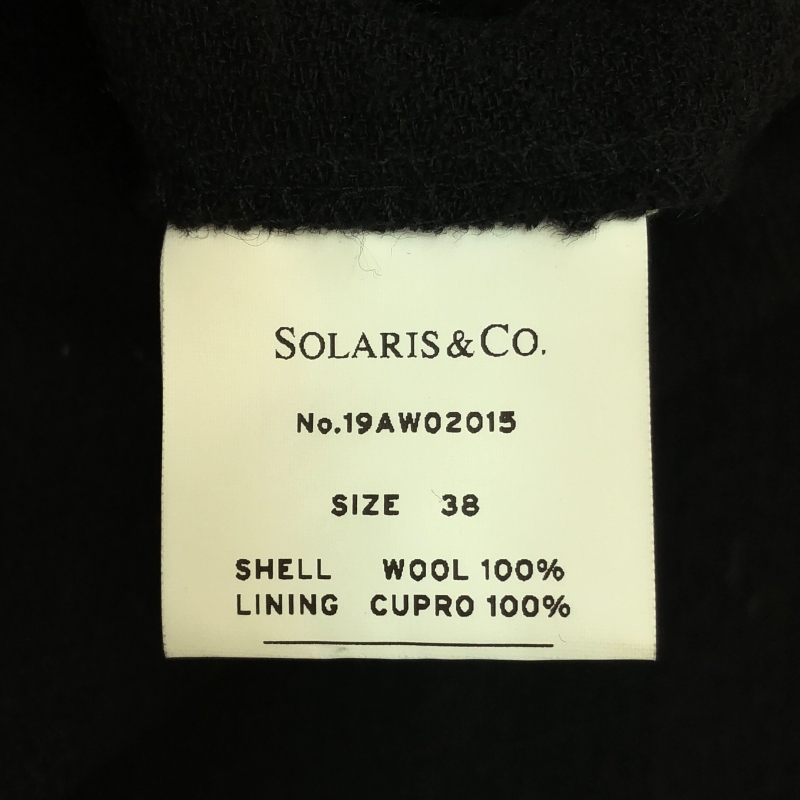 SOLARIS & CO.
No.19AW02015
SIZE 38
SHELL WOOL 100%
LINING CUPRO 100%